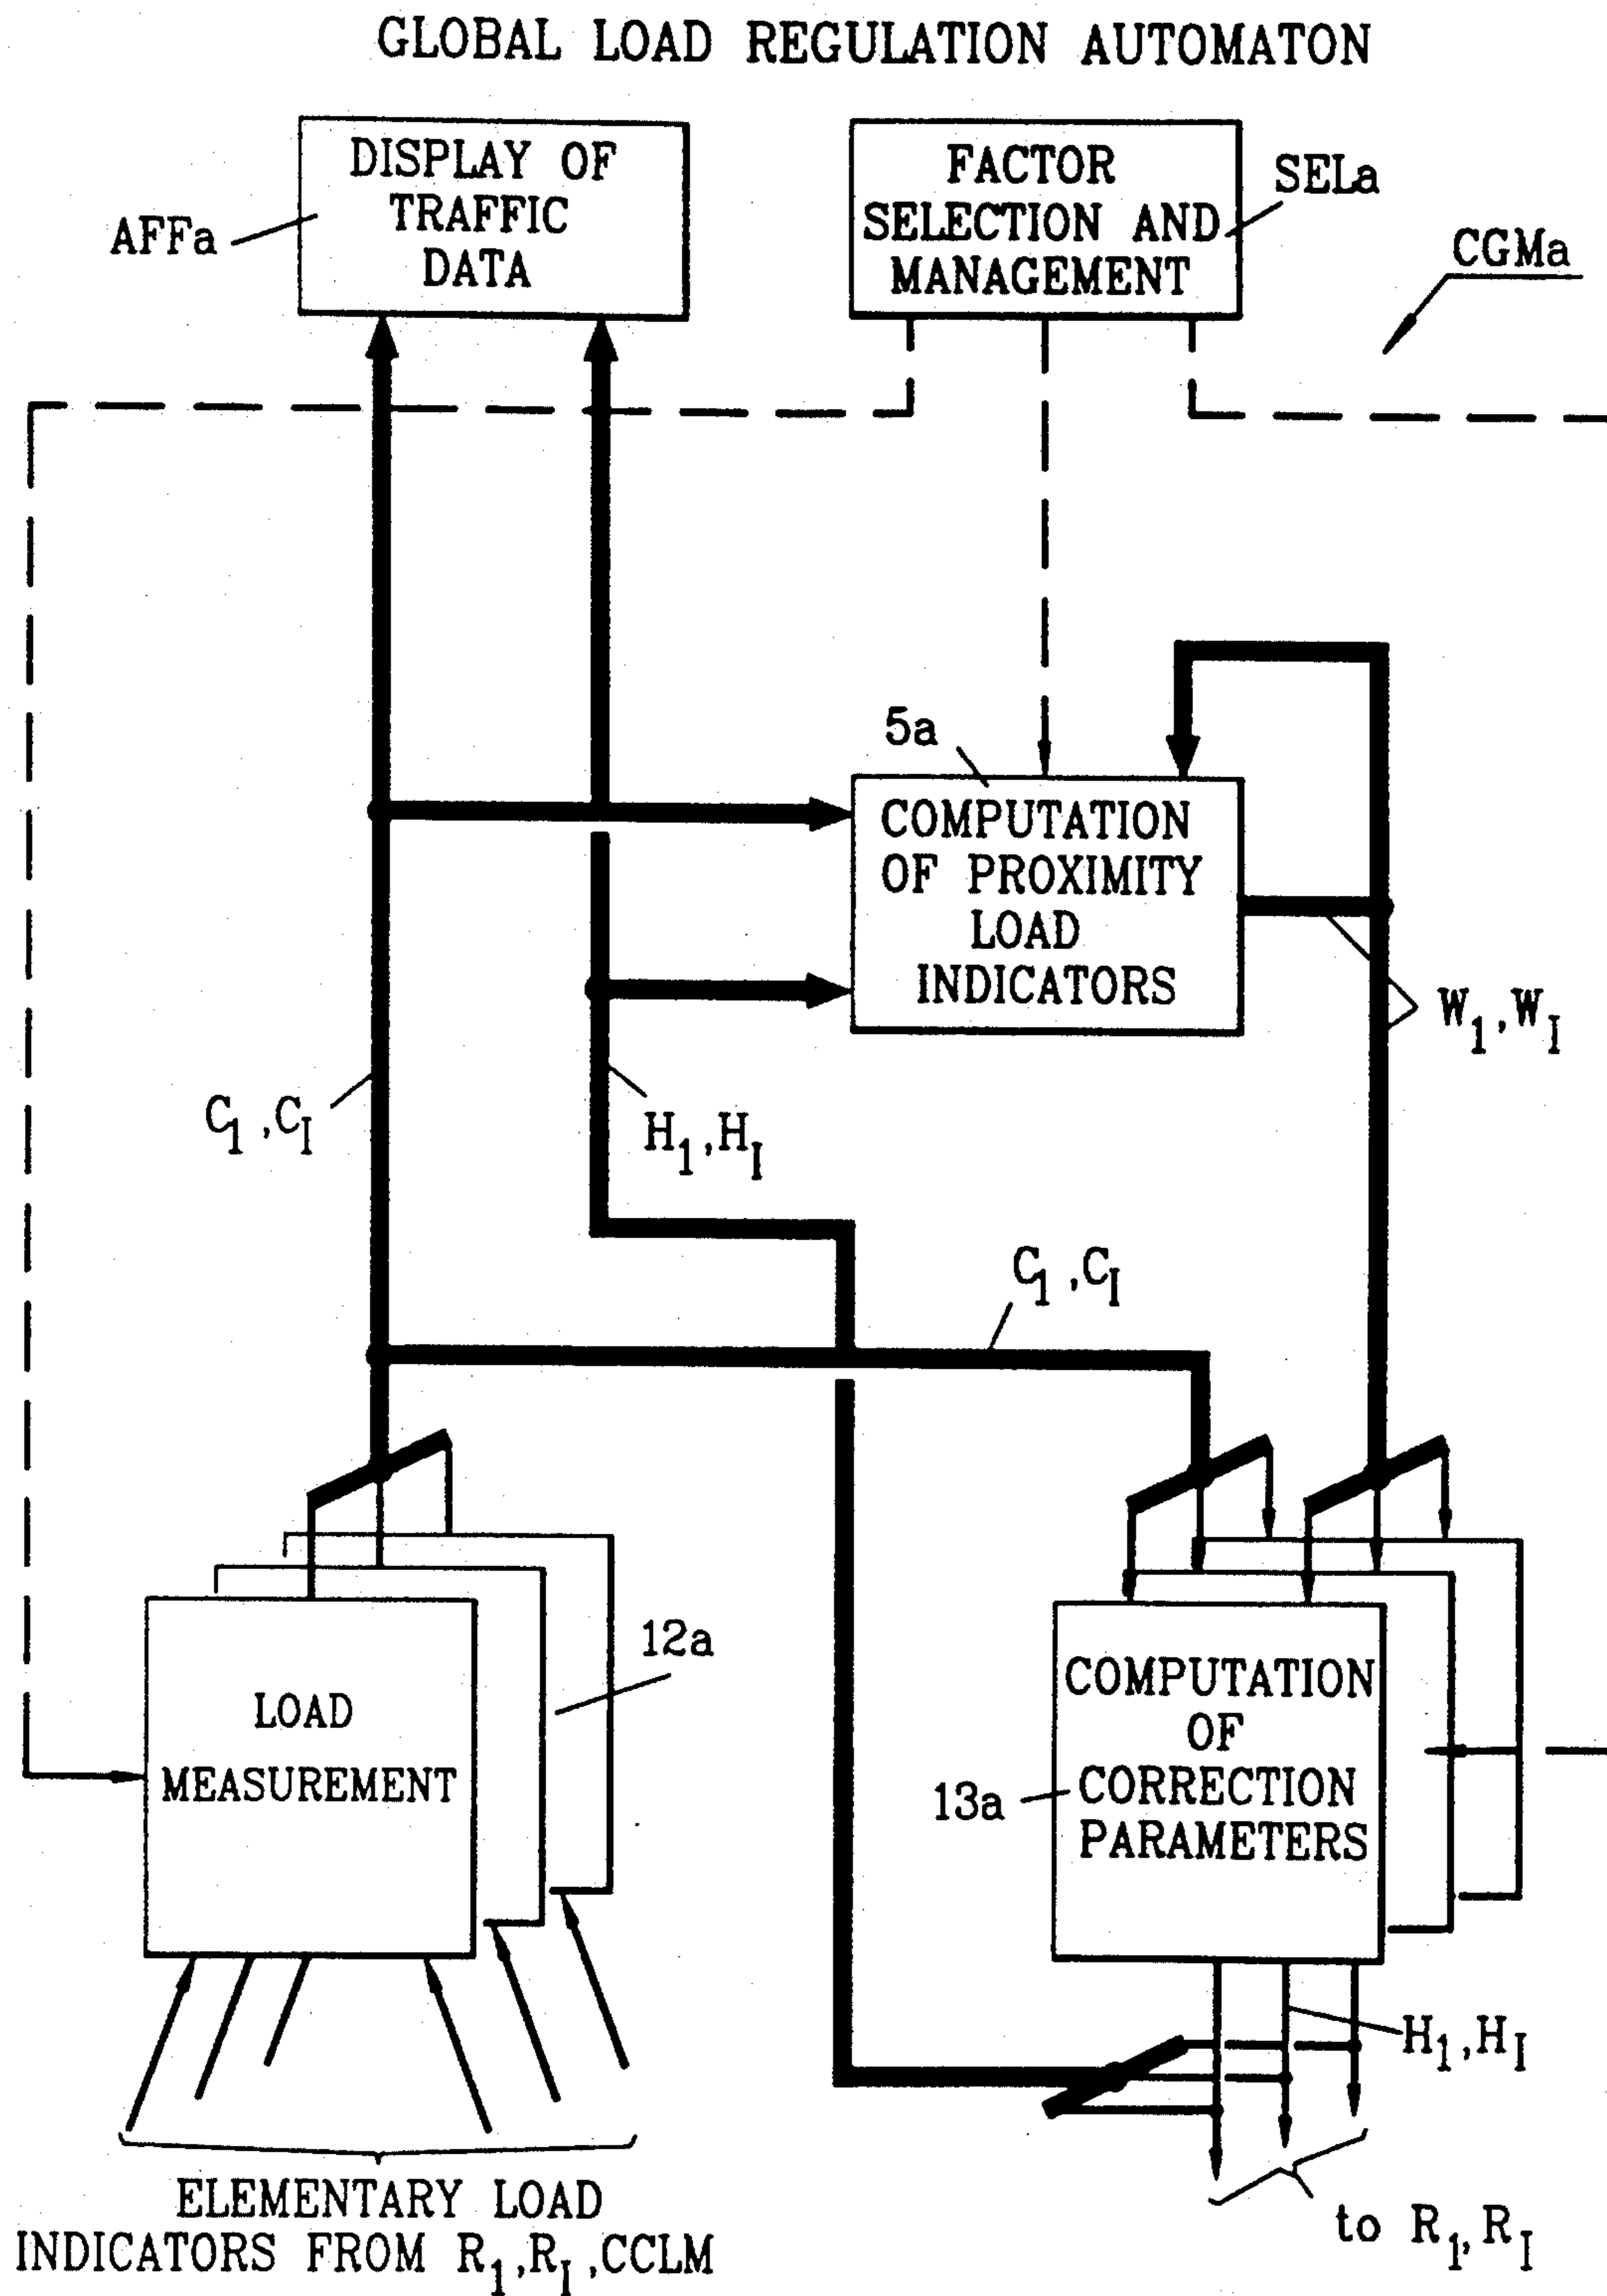 GLOBAL LOAD REGULATION AUTOMATON
DISPLAY OF
TRAFFIC
DATA
AFFa
FACTOR
SELECTION AND
MANAGEMENT
SELa
CGMa
5a
COMPUTATION
OF PROXIMITY
LOAD
INDICATORS
W1,WI
C1,CI
H1,HI
C1,CI
12a
LOAD
MEASUREMENT
COMPUTATION
OF
CORRECTION
PARAMETERS
13a
H1,HI
ELEMENTARY LOAD
INDICATORS FROM R1,RI,CCLM
to R1,RI